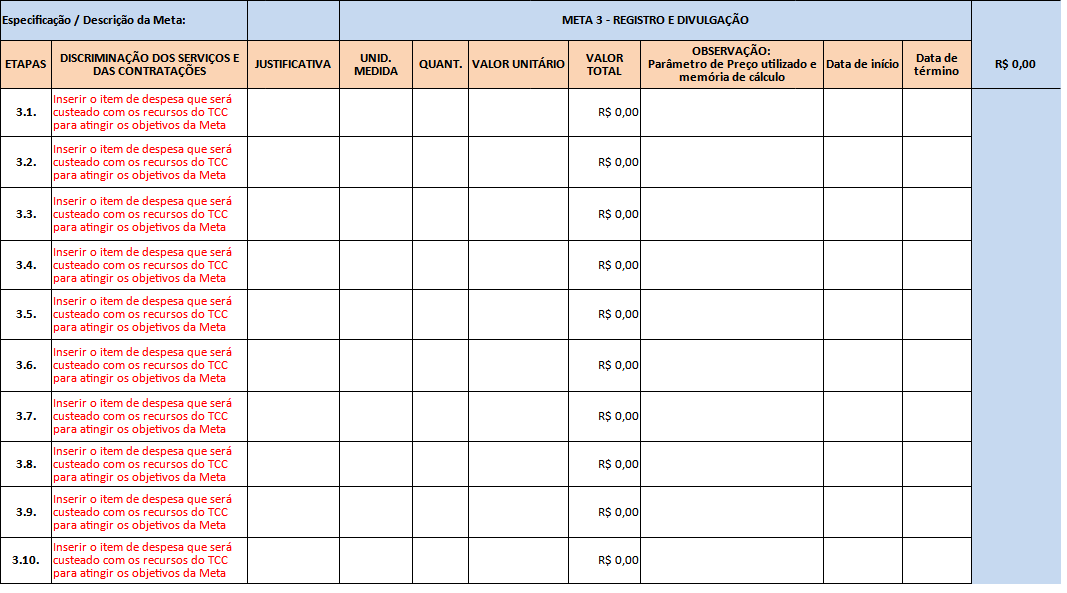 Especificação / Descrição da Meta:
META 3 - REGISTRO E DIVULGAÇÃO
ETAPAS
DISCRIMINAÇÃO DOS SERVIÇOS E
DAS CONTRATAÇÕES
JUSTIFICATIVA
UNID.
MEDIDA
QUANT.
VALOR UNITÁRIO
VALOR
TOTAL
OBSERVAÇÃO:
Parâmetro de Preço utilizado e
memória de cálculo
Data de início
Data de
término
R$ 0,00
3.1.
Inserir o item de despesa que será
custeado com os recursos do TCC
para atingir os objetivos da Meta
R$ 0,00
3.2.
Inserir o item de despesa que será
custeado com os recursos do TCC
para atingir os objetivos da Meta
R$ 0,00
3.3.
Inserir o item de despesa que será
custeado com os recursos do TCC
para atingir os objetivos da Meta
R$ 0,00
3.4.
Inserir o item de despesa que será
custeado com os recursos do TCC
para atingir os objetivos da Meta
R$ 0,00
3.5.
Inserir o item de despesa que será
custeado com os recursos do TCC
para atingir os objetivos da Meta
R$ 0,00
3.6.
Inserir o item de despesa que será
custeado com os recursos do TCC
para atingir os objetivos da Meta
R$ 0,00
3.7.
Inserir o item de despesa que será
custeado com os recursos do TCC
para atingir os objetivos da Meta
R$ 0,00
3.8.
Inserir o item de despesa que será
custeado com os recursos do TCC
para atingir os objetivos da Meta
R$ 0,00
3.9.
Inserir o item de despesa que será
custeado com os recursos do TCC
para atingir os objetivos da Meta
R$ 0,00
3.10.
Inserir o item de despesa que será
custeado com os recursos do TCC
para atingir os objetivos da Meta
R$ 0,00